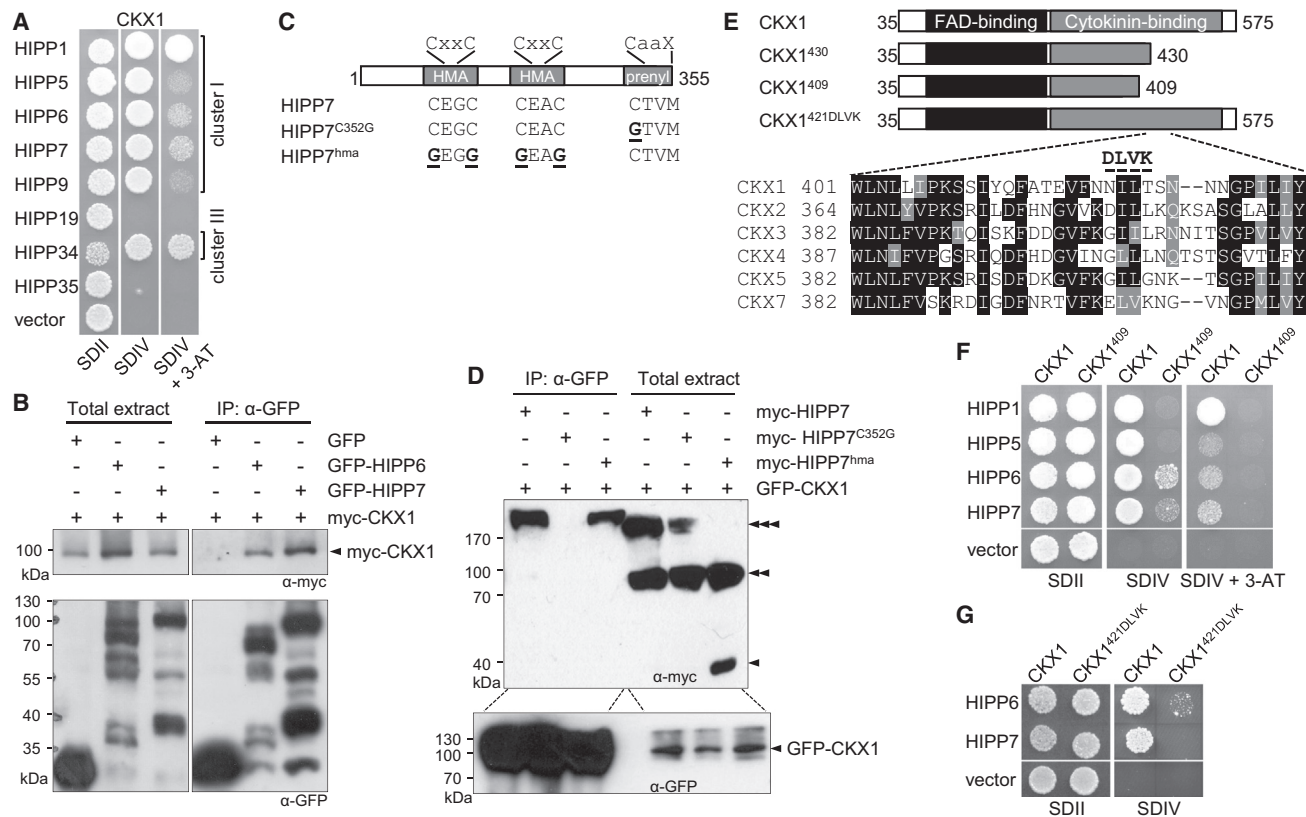 A
CKX1
HIPP1
HIPP5
HIPP6
HIPP7
HIPP9
HIPP19
HIPP34
HIPP35
vector
cluster I
cluster III
SDII
SDIV
SDIV + 3-AT
B
Total extract IP: α-GFP
+ - - + - - GFP
- + - - + - GFP-HIPP6
- - + - - + GFP-HIPP7
+ + + + + + myc-CKX1
100
kDa
myc-CKX1
α-myc
130
100
70
55
40
35
kDa
α-GFP
C
CxxC CxxC CaaX
1 HMA HMA prenyl 355
HIPP7 CEGC CEAC CTVM
HIPP7C352G CEGC CEAC GTVM
HIPP7hma GEGG GEAG CTVM
D
IP: α-GFP Total extract
+ - - + - - myc-HIPP7
- + - - + - myc- HIPP7C352G
- - + - - + myc-HIPP7hma
+ + + + + + GFP-CKX1
170
100
70
40
kDa
α-myc
130
100
70
kDa
GFP-CKX1
α-GFP
E
CKX1 35 FAD-binding Cytokinin-binding 575
CKX1430 35 430
CKX1409 35 409
CKX1421DLVK 35 575
DLVK
CKX1 401 WLNLLIPKSSIYQFATEVFNNILTSN--NNGPILIY
CKX2 364 WLNLYVPKSRILDFHNGVVKDILLKQKSASGLALLY
CKX3 382 WLNLFVPKTQISKFDDGVFKGIILRNNITSGPVLVY
CKX4 387 WLNIFVPGSRIQDFHDGVINGLLLNQTSTSGVTLFY
CKX5 382 WLNLFVPKSRISDFDKGVFKGILGNK--TSGPILIY
CKX7 382 WLNLFVSKRDIGDFNRTVFKELVKNG--VNGPMLVY
F
CKX1 CKX1409 CKX1 CKX1409 CKX1 CKX1409
HIPP1
HIPP5
HIPP6
HIPP7
vector
SDII SDIV SDIV + 3-AT
G
CKX1 CKX1421DLVK CKX1 CKX1421DLVK
HIPP6
HIPP7
vector
SDII SDIV